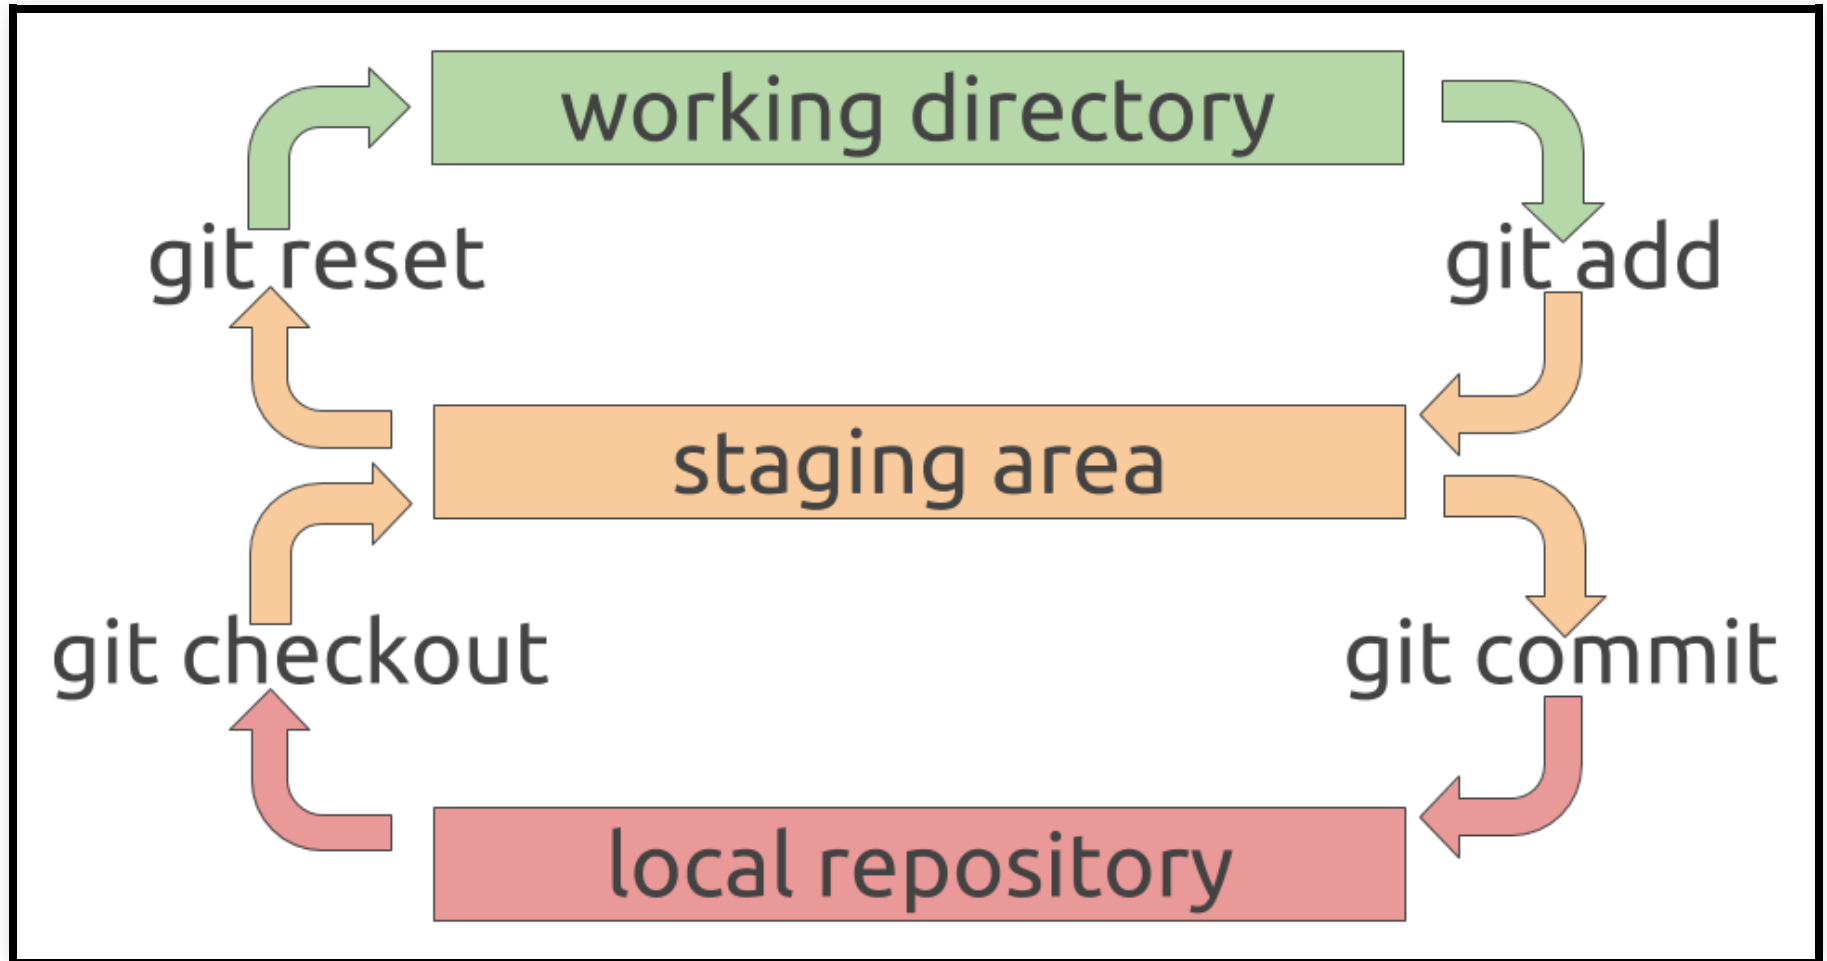 working directory
git reset
git add
staging area
git checkout
git commit
local repository